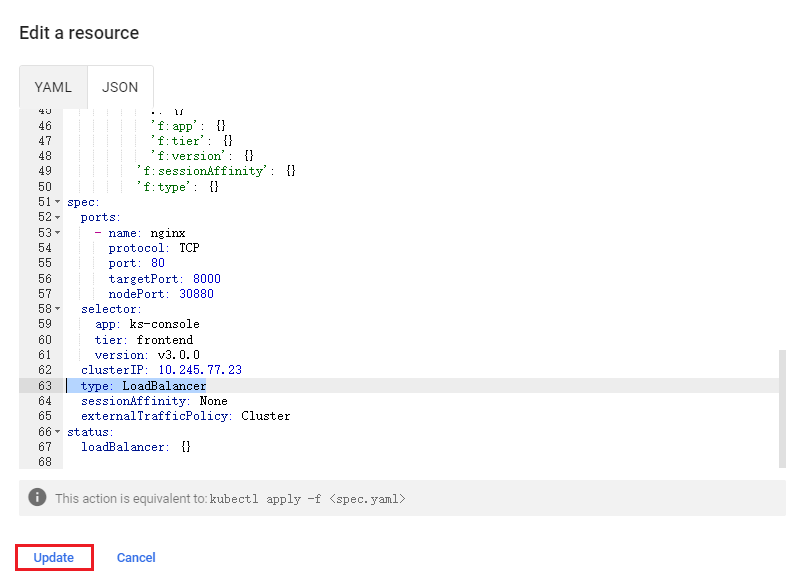 Edit a resource
YAML JSON
45 .: {}
46 'f:app': {}
47 'f:tier': {}
48 'f:version': {}
49 'f:sessionAffinity': {}
50 'f:type': {}
51 spec:
52 ports:
53 - name: nginx
54 protocol: TCP
55 port: 80
56 targetPort: 8000
57 nodePort: 30880
58 selector:
59 app: ks-console
60 tier: frontend
61 version: v3.0.0
62 clusterIP: 10.245.77.23
63 type: LoadBalancer
64 sessionAffinity: None
65 externalTrafficPolicy: Cluster
66 status:
67 loadBalancer: {}
68
This action is equivalent to: kubectl apply -f <spec.yaml>
Update Cancel